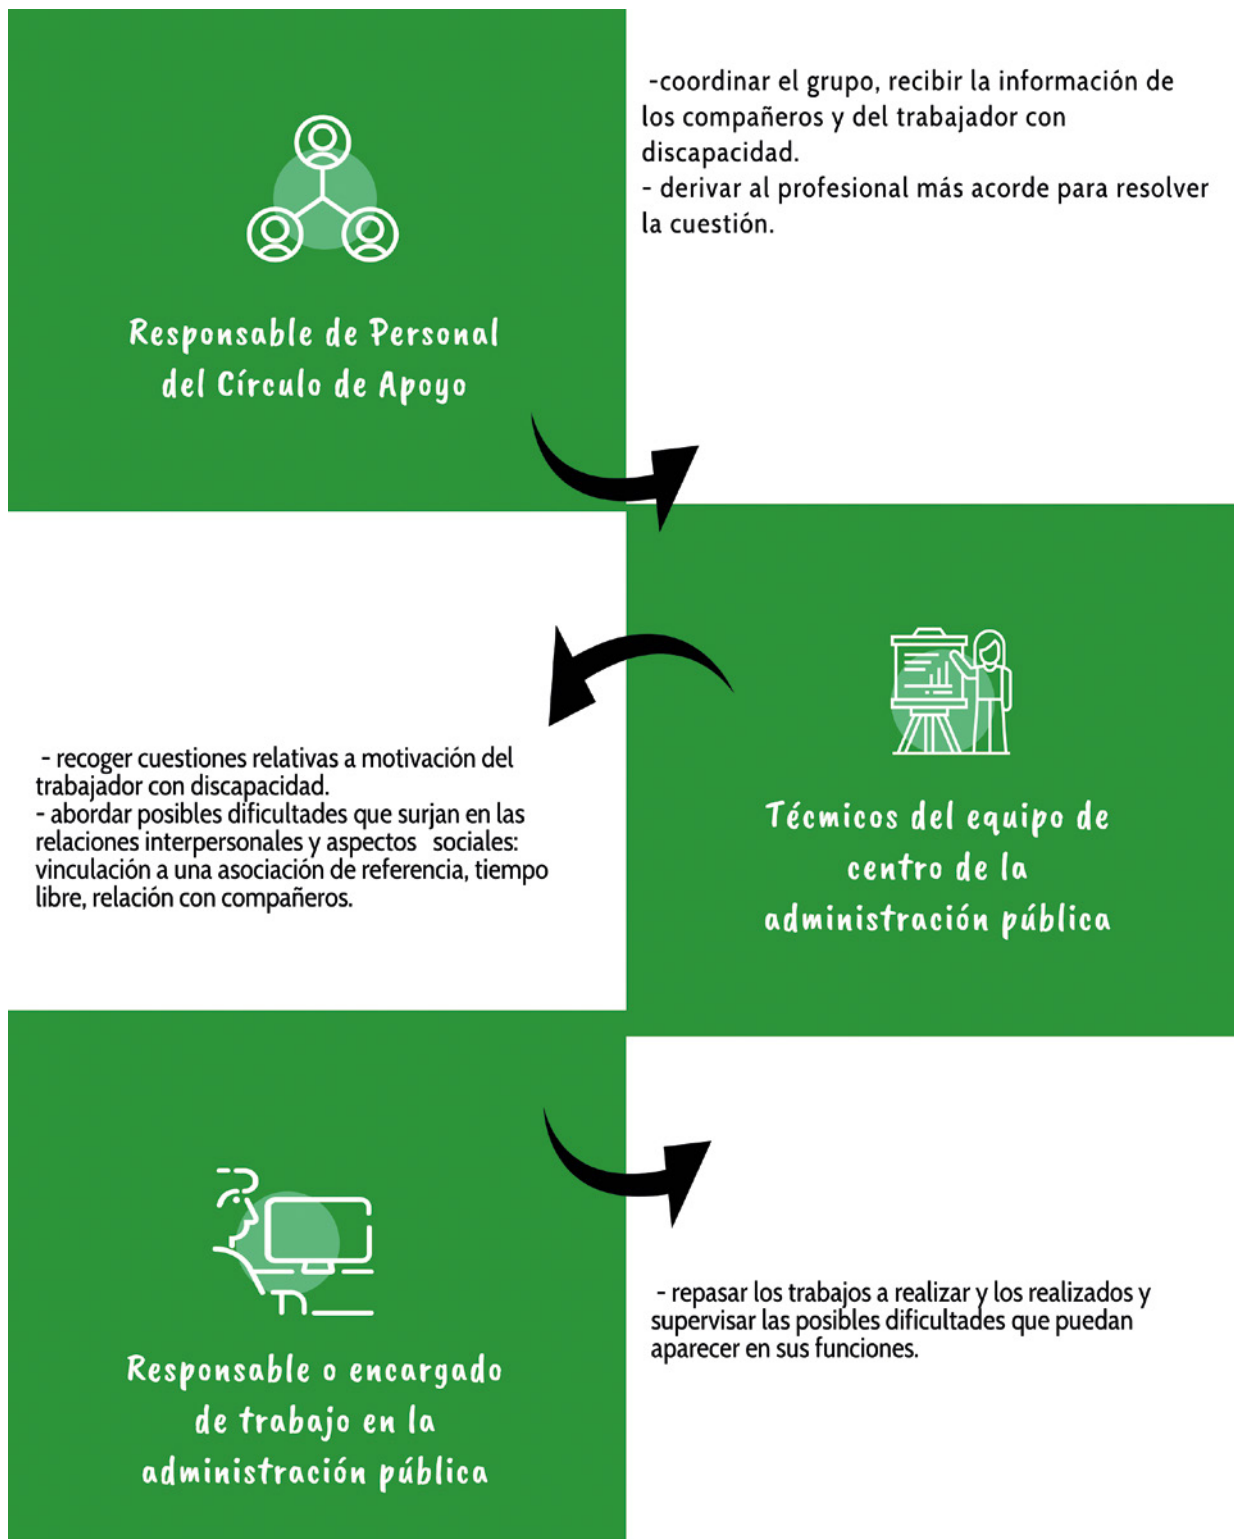 -coordinar el grupo, recibir la información de
los compañeros y del trabajador con
discapacidad.
- derivar al profesional más acorde para resolver
la cuestión.
Responsable de Personal
del Círculo de Apoyo
- recoger cuestiones relativas a motivación del
trabajador con discapacidad.
- abordar posibles dificultades que surjan en las
relaciones interpersonales y aspectos sociales:
vinculación a una asociación de referencia, tiempo
libre, relación con compañeros.
Técmicos del equipo de
centro de la
administración pública
- repasar los trabajos a realizar y los realizados y
supervisar las posibles dificultades que puedan
aparecer en sus funciones.
Responsable o encargado
de trabajo en la
administración pública